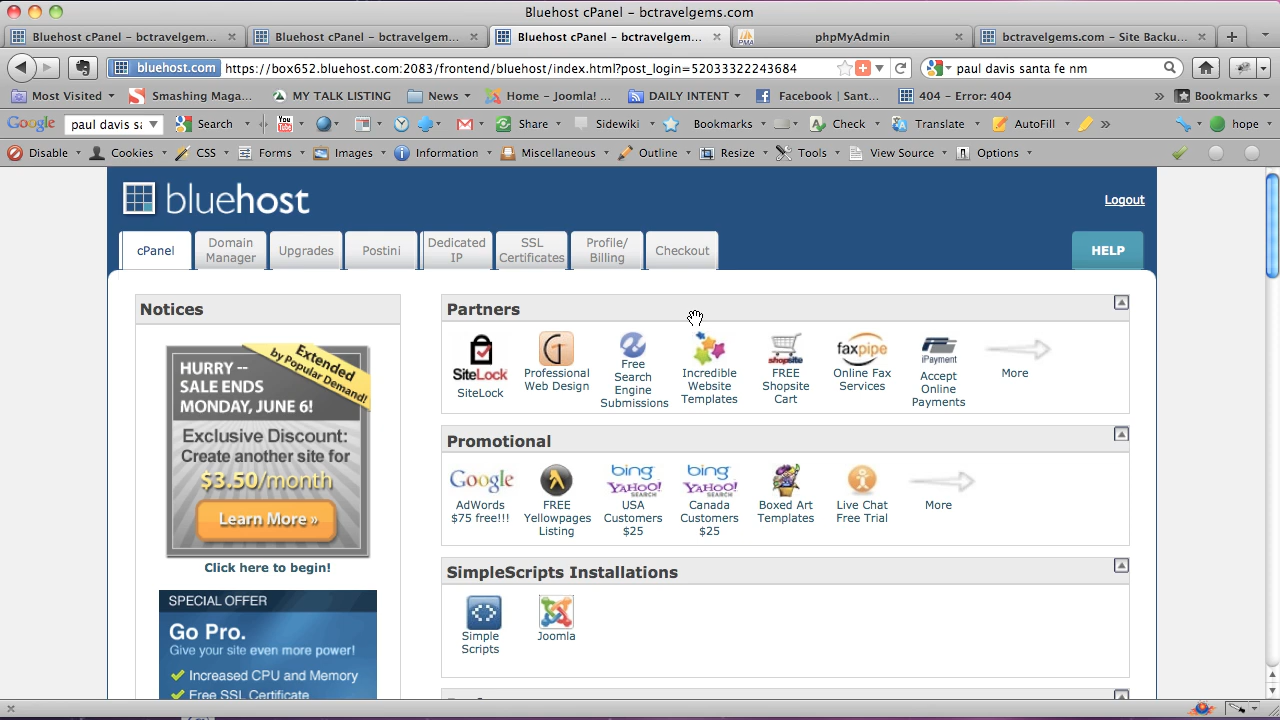 Bluehost cPanel – bctravelgems.com
Bluehost cPanel – bctravelgem...
Bluehost cPanel – bctravelgem...
Bluehost cPanel – bctravelgem...
phpMyAdmin
bctravelgems.com – Site Backu...
bluehost.com
https://box652.bluehost.com:2083/frontend/bluehost/index.html?post_login=52033322243684
paul davis santa fe nm
Most Visited
Smashing Maga...
MY TALK LISTING
News
Home – Joomla! ...
DAILY INTENT
Facebook | Sant...
404 – Error: 404
»
Bookmarks
Google
paul davis sa
Search
You Tube
Share
Sidewiki
Bookmarks
Check
Translate
AutoFill
»
hope
Disable
Cookies
CSS
Forms
Images
Information
Miscellaneous
Outline
Resize
Tools
View Source
Options
bluehost
Logout
cPanel
Domain
Manager
Upgrades
Postini
Dedicated
IP
SSL
Certificates
Profile/
Billing
Checkout
HELP
Notices
HURRY --
SALE ENDS
MONDAY, JUNE 6!
Extended
by Popular Demand!
Exclusive Discount:
Create another site for
$3.50/month
Learn More »
Click here to begin!
SPECIAL OFFER
Go Pro.
Give your site even more power!
Increased CPU and Memory
Free SSL Certificate
Partners
SiteLock
SiteLock
Professional
Web Design
Free
Search
Engine
Submissions
Incredible
Website
Templates
shopsite
FREE
Shopsite
Cart
faxpipe
Online Fax
Services
iPayment
Accept
Online
Payments
More
Promotional
Google
AdWords
$75 free!!!
FREE
Yellowpages
Listing
bing
YAHOO!
SEARCH
USA
Customers
$25
bing
YAHOO!
SEARCH
Canada
Customers
$25
Boxed Art
Templates
Live Chat
Free Trial
More
SimpleScripts Installations
Simple
Scripts
Joomla